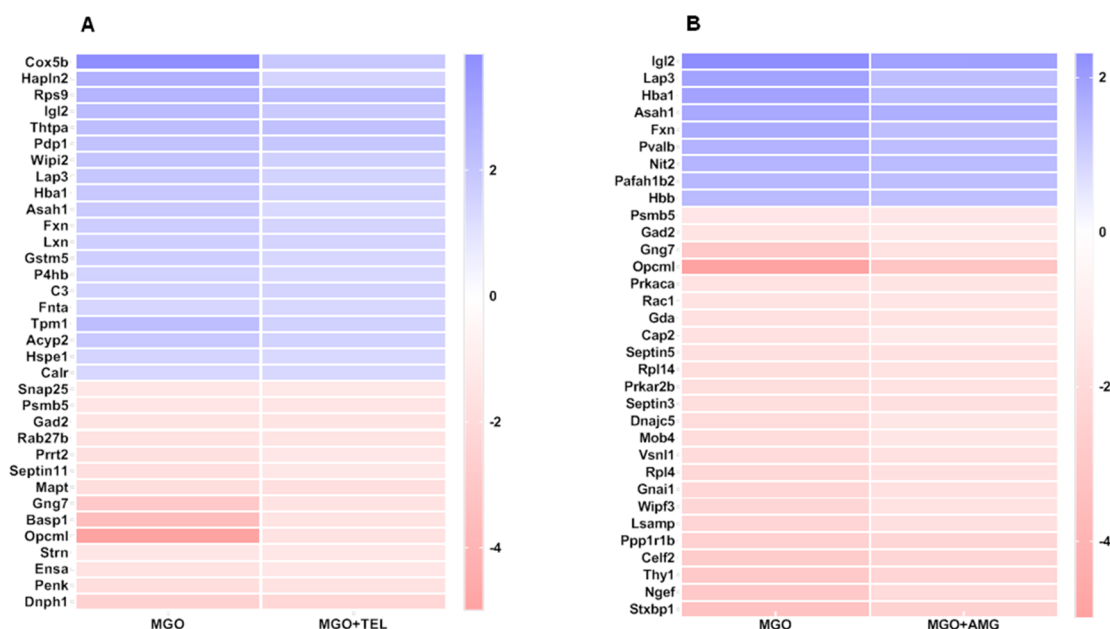 A
Cox5b
Hapln2
Rps9
Igl2
Thtpa
Pdp1
Wipi2
Lap3
Hba1
Asah1
Fxn
Lxn
Gstm5
P4hb
C3
Fnta
Tpm1
Acyp2
Hspe1
Calr
Snap25
Psmb5
Gad2
Rab27b
Prrt2
Septin11
Mapt
Gng7
Basp1
Opcml
Strn
Ensa
Penk
Dnph1
MGO MGO+TEL
2
0
-2
-4
B
Igl2
Lap3
Hba1
Asah1
Fxn
Pvalb
Nit2
Pafah1b2
Hbb
Psmb5
Gad2
Gng7
Opcml
Prkaca
Rac1
Gda
Cap2
Septin5
Rpl14
Prkar2b
Septin3
Dnajc5
Mob4
Vsnl1
Rpl4
Gnai1
Wipf3
Lsamp
Ppp1r1b
Celf2
Thy1
Ngef
Stxbp1
MGO MGO+AMG
2
0
-2
-4